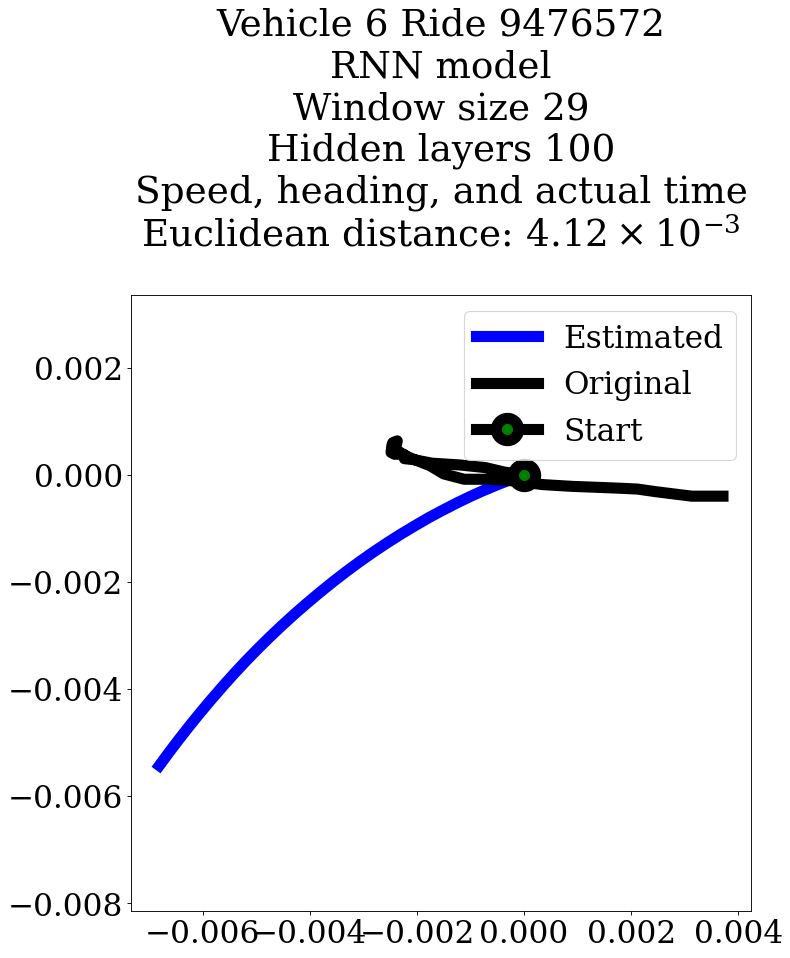 Vehicle 6 Ride 9476572
RNN model
Window size 29
Hidden layers 100
Speed, heading, and actual time
Euclidean distance: 4.12 × 10⁻³
Estimated
Original
Start
0.002
0.000
−0.002
−0.004
−0.006
−0.008
−0.006 −0.004 −0.002 0.000 0.002 0.004